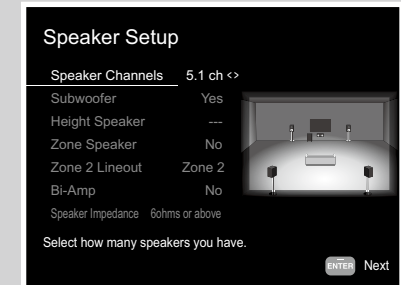 Speaker Setup
Speaker Channels 5.1 ch <>
Subwoofer Yes
Height Speaker ---
Zone Speaker No
Zone 2 Lineout Zone 2
Bi-Amp No
Speaker Impedance 6ohms or above
Select how many speakers you have.
ENTER Next